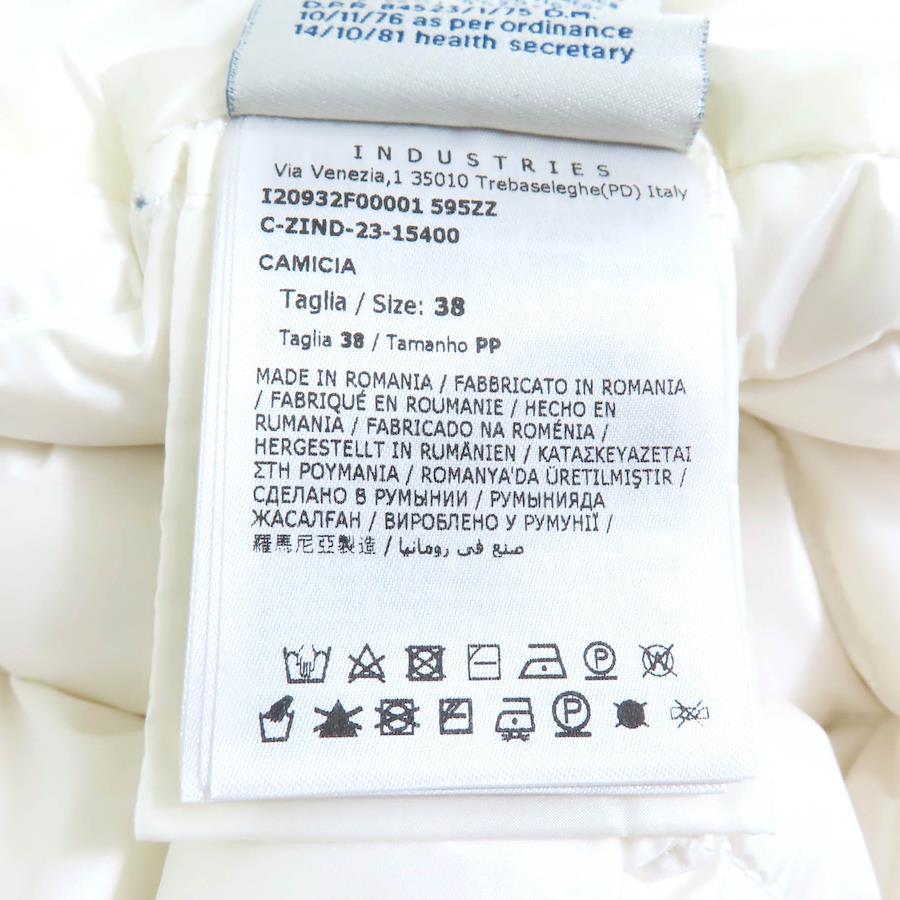 D.P.R. 845237/75 D.M.
10/11/76 as per ordinance
14/10/81 health secretary
INDUSTRIES
Via Venezia,1 35010 Trebaseleghe(PD) Italy
I20932F00001 595ZZ
C-ZIND-23-15400
CAMICIA
Taglia / Size: 38
Taglia 38 / Tamanho PP
MADE IN ROMANIA / FABBRICATO IN ROMANIA
/ FABRIQUÉ EN ROUMANIE / HECHO EN
RUMANIA / FABRICADO NA ROMÉNIA /
HERGESTELLT IN RUMÄNIEN / ΚΑΤΑΣΚΕΥΑΖΕΤΑΙ
ΣΤΗ ΡΟΥΜΑΝΙΑ / ROMANYA'DA ÜRETILMIŞTIR /
СДЕЛАНО В РУМЫНИИ / РУМЫНИЯДА
ЖАСАЛҒАН / ВИРОБЛЕНО У РУМУНІЇ /
羅馬尼亞製造 / صنع في رومانيا
P W
P